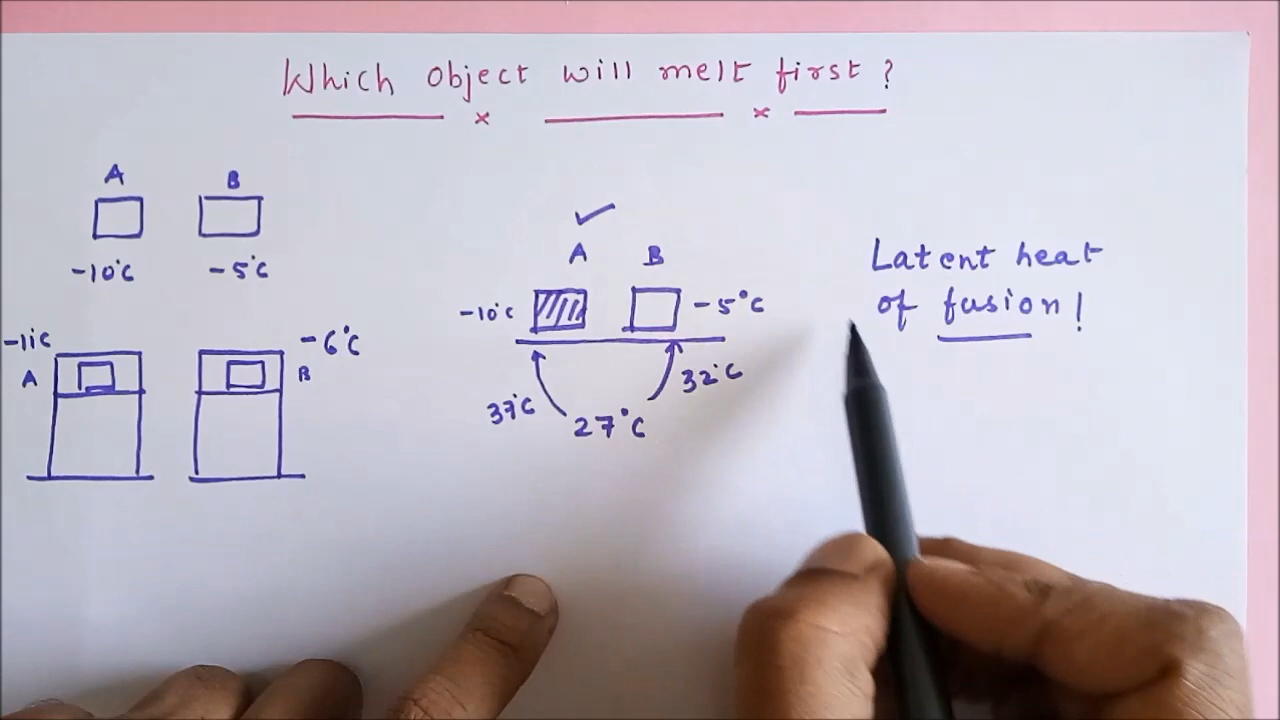 Which object will melt first ?
A B
-10°C -5°C
-11°C -6°C
A B
A B
-10°C -5°C
37°C 27°C 32°C
Latent heat
of fusion!